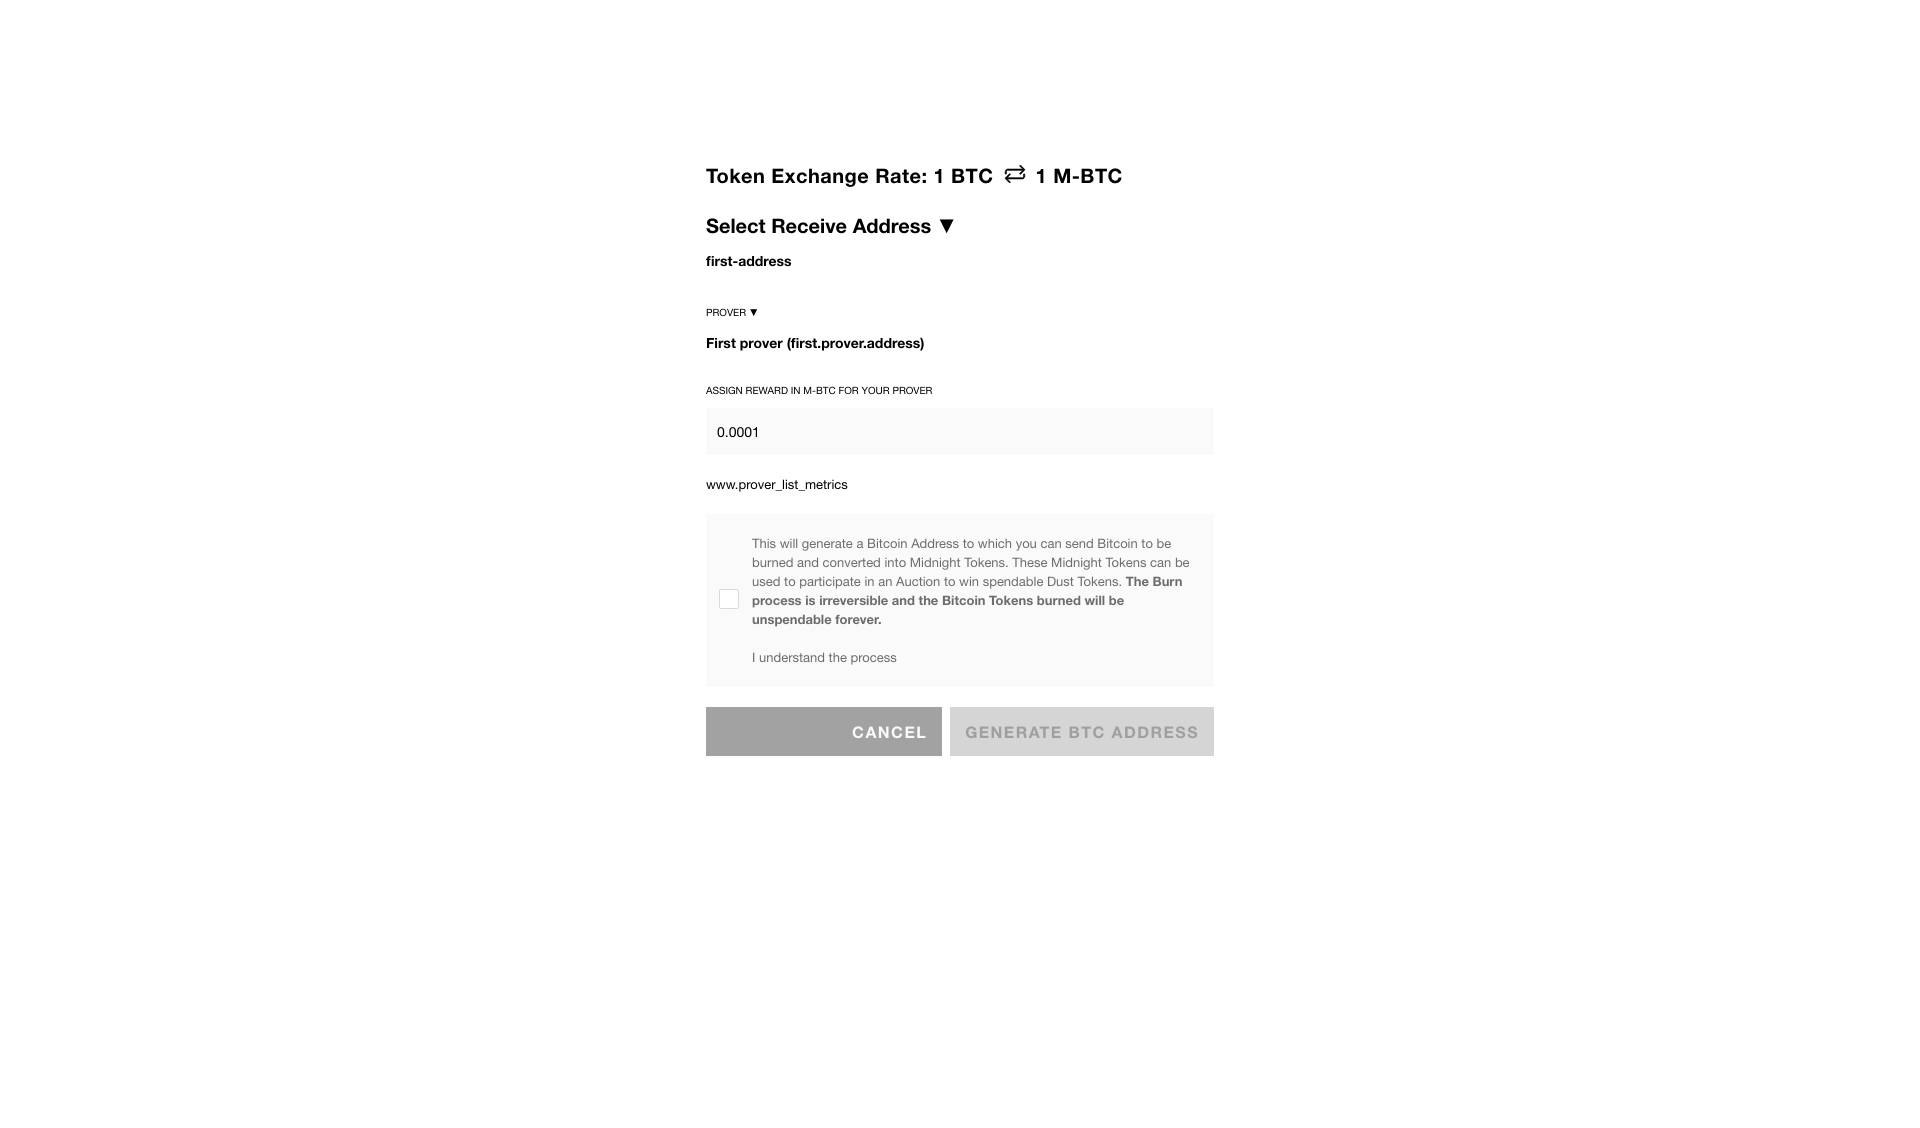 Token Exchange Rate: 1 BTC 1 M-BTC
Select Receive Address ▼
first-address
PROVER ▼
First prover (first.prover.address)
ASSIGN REWARD IN M-BTC FOR YOUR PROVER
0.0001
www.prover_list_metrics
This will generate a Bitcoin Address to which you can send Bitcoin to be
burned and converted into Midnight Tokens. These Midnight Tokens can be
used to participate in an Auction to win spendable Dust Tokens. The Burn
process is irreversible and the Bitcoin Tokens burned will be
unspendable forever.
I understand the process
CANCEL GENERATE BTC ADDRESS